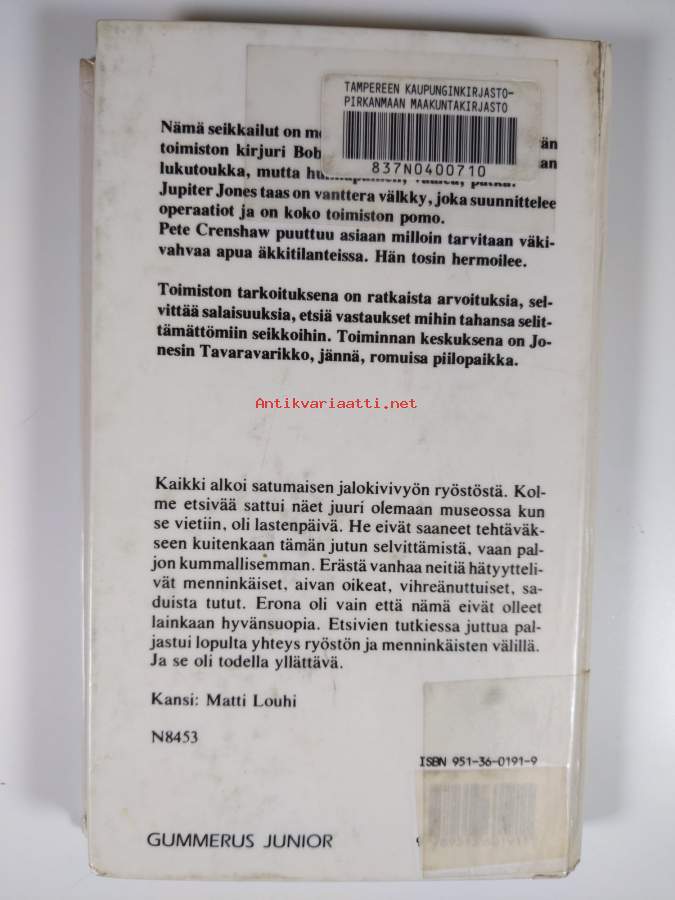 TAMPEREEN KAUPUNGINKIRJASTO-
PIRKANMAAN MAAKUNTAKIRJASTO
837N0400710
Nämä seikkailut on
toimiston kirjuri Bob
lukutoukka, mutta
Jupiter Jones taas on vanttera välkky, joka suunnittelee
operaatiot ja on koko toimiston pomo.
Pete Crenshaw puuttuu asiaan milloin tarvitaan väki-
vahvaa apua äkkitilanteissa. Hän tosin hermoilee.
Toimiston tarkoituksena on ratkaista arvoituksia, sel-
vittää salaisuuksia, etsiä vastaukset mihin tahansa selit-
tämättömiin seikkoihin. Toiminnan keskuksena on Jo-
nesin Tavaravarikko, jännä, romuisa piilopaikka.
Antikvariaatti.net
Kaikki alkoi satumaisen jalokivivyön ryöstöstä. Kol-
me etsivää sattui näet juuri olemaan museossa kun
se vietiin, oli lastenpäivä. He eivät saaneet tehtäväk-
seen kuitenkaan tämän jutun selvittämistä, vaan pal-
jon kummallisemman. Erästä vanhaa neitiä hätyytteli-
vät menninkäiset, aivan oikeat, vihreänuttuiset, sa-
duista tutut. Erona oli vain että nämä eivät olleet
lainkaan hyvänsuopia. Etsivien tutkiessa juttua pal-
jastui lopulta yhteys ryöstön ja menninkäisten välillä.
Ja se oli todella yllättävä.
Kansi: Matti Louhi
N8453
ISBN 951-36-0191-9
GUMMERUS JUNIOR